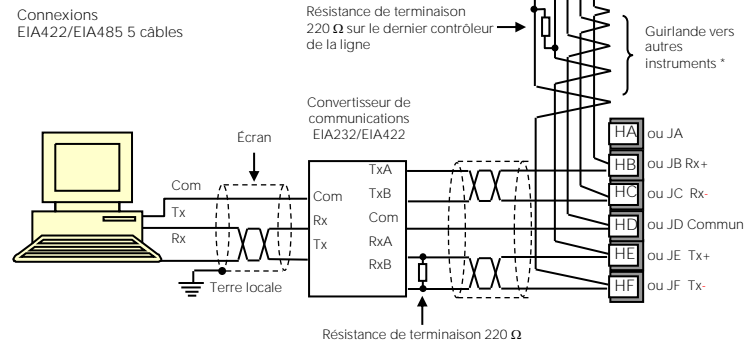 Connexions
EIA422/EIA485 5 câbles
Résistance de terminaison
220 Ω sur le dernier contrôleur
de la ligne
Guirlande vers
autres
instruments *
Convertisseur de
communications
EIA232/EIA422
Écran
Com
Tx
Rx
Terre locale
Com
Rx
Tx
TxA
TxB
Com
RxA
RxB
Résistance de terminaison 220 Ω
HA ou JA
HB ou JB Rx+
HC ou JC Rx-
HD ou JD Commun
HE ou JE Tx+
HF ou JF Tx-